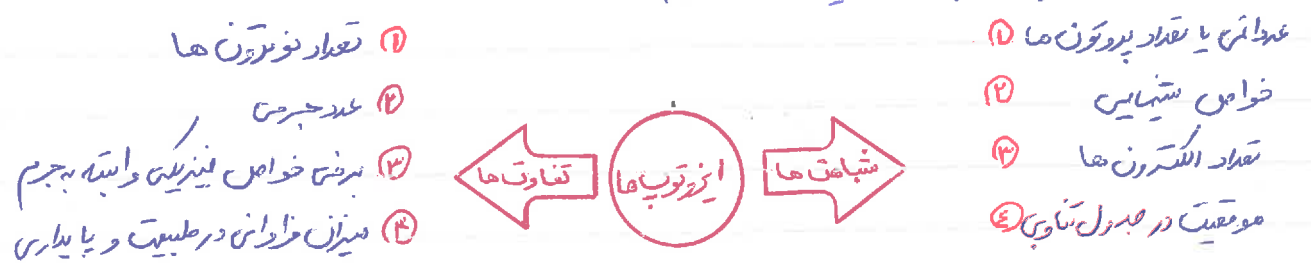 ① عدد اتمی یا تعداد پروتون ها
② خواص شیمیایی
③ تعداد الکترون ها
④ موقعیت در جدول تناوبی
شباهت ها
ایزوتوپ ها
تفاوت ها
① تعداد نوترون ها
② عدد جرمی
③ برخی خواص فیزیکی وابسته به جرم
④ میزان فراوانی در طبیعت و پایداری